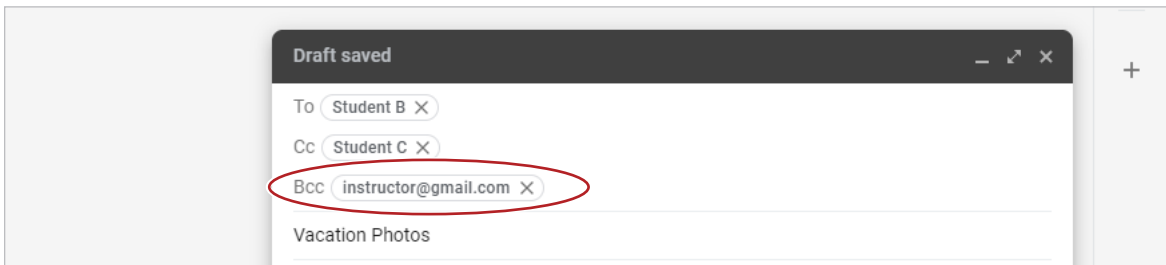 Draft saved
To Student B
Cc Student C
Bcc instructor@gmail.com
Vacation Photos